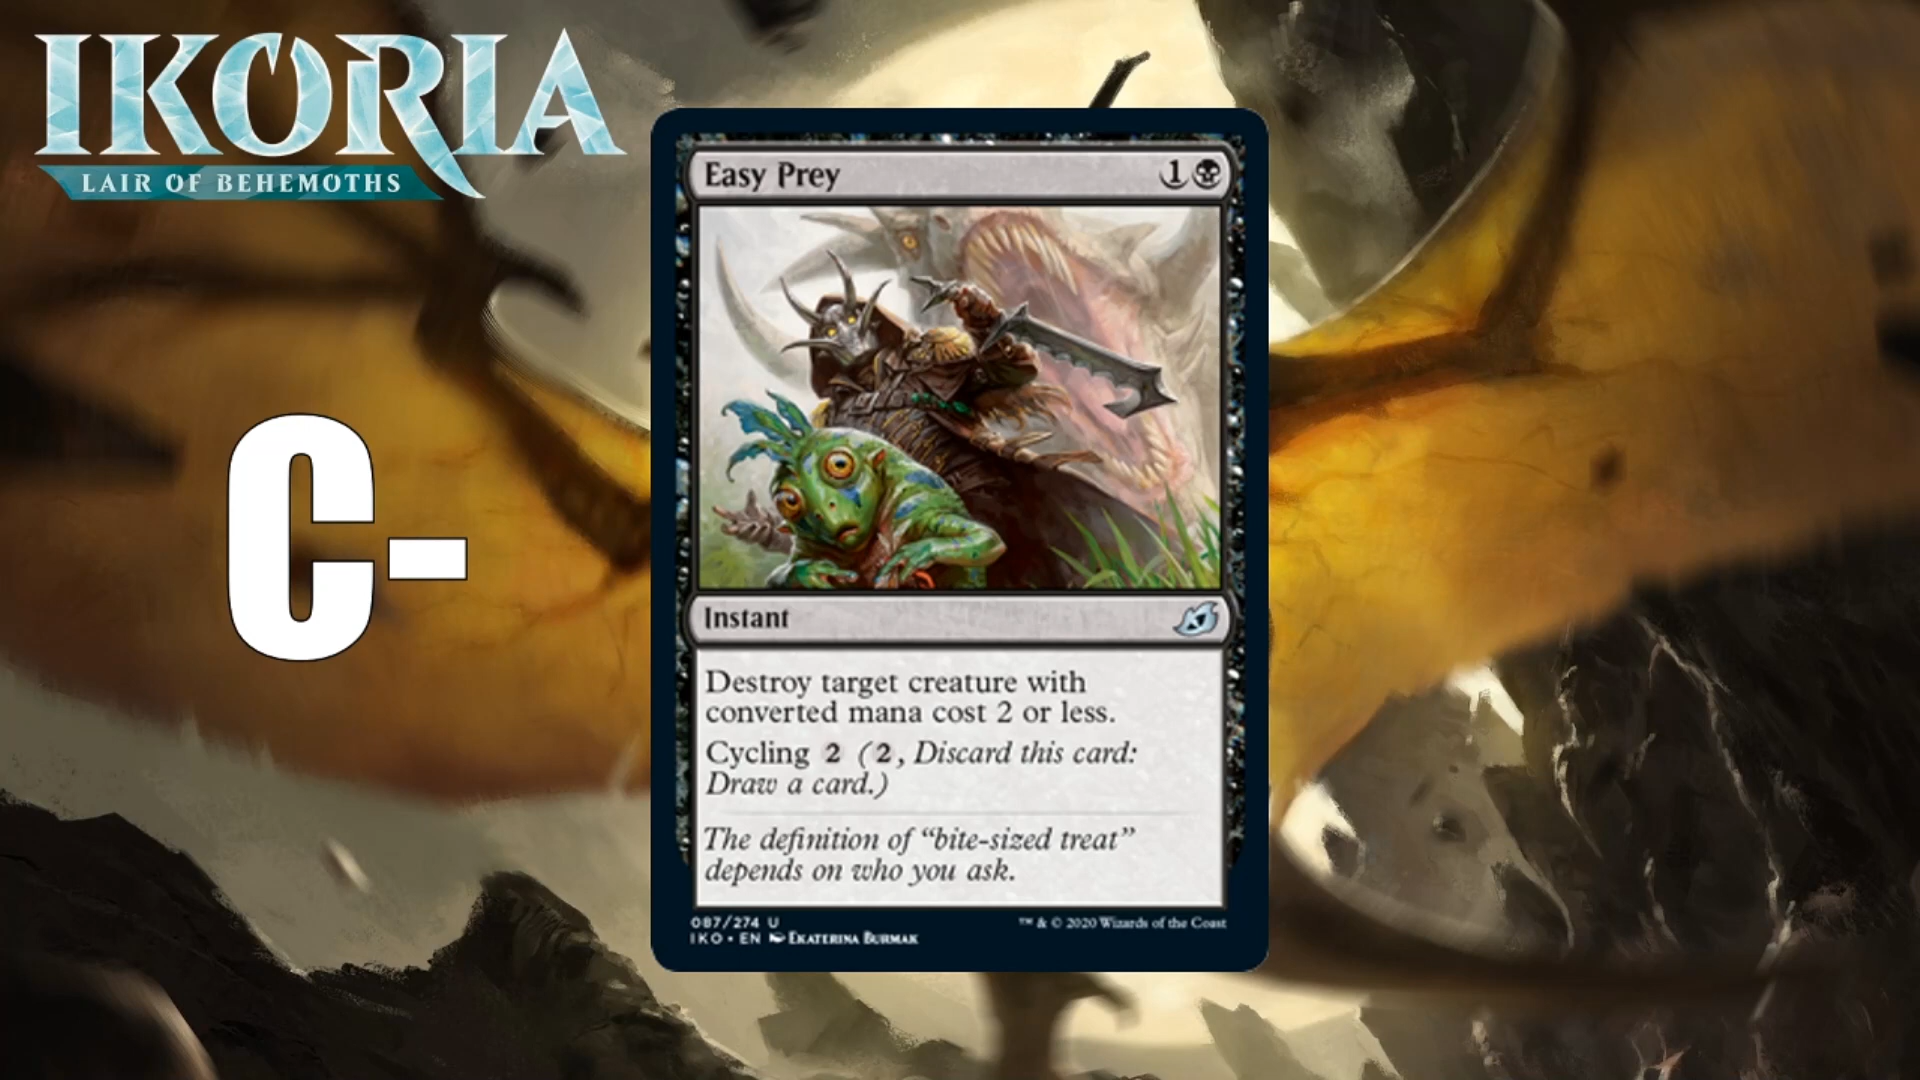 IKORIA
LAIR OF BEHEMOTHS
C-
Easy Prey 1
Instant
Destroy target creature with
converted mana cost 2 or less.
Cycling 2 (2, Discard this card:
Draw a card.)
The definition of “bite-sized treat”
depends on who you ask.
087/274 U
IKO • EN EKATERINA BURMAK
™ & © 2020 Wizards of the Coast